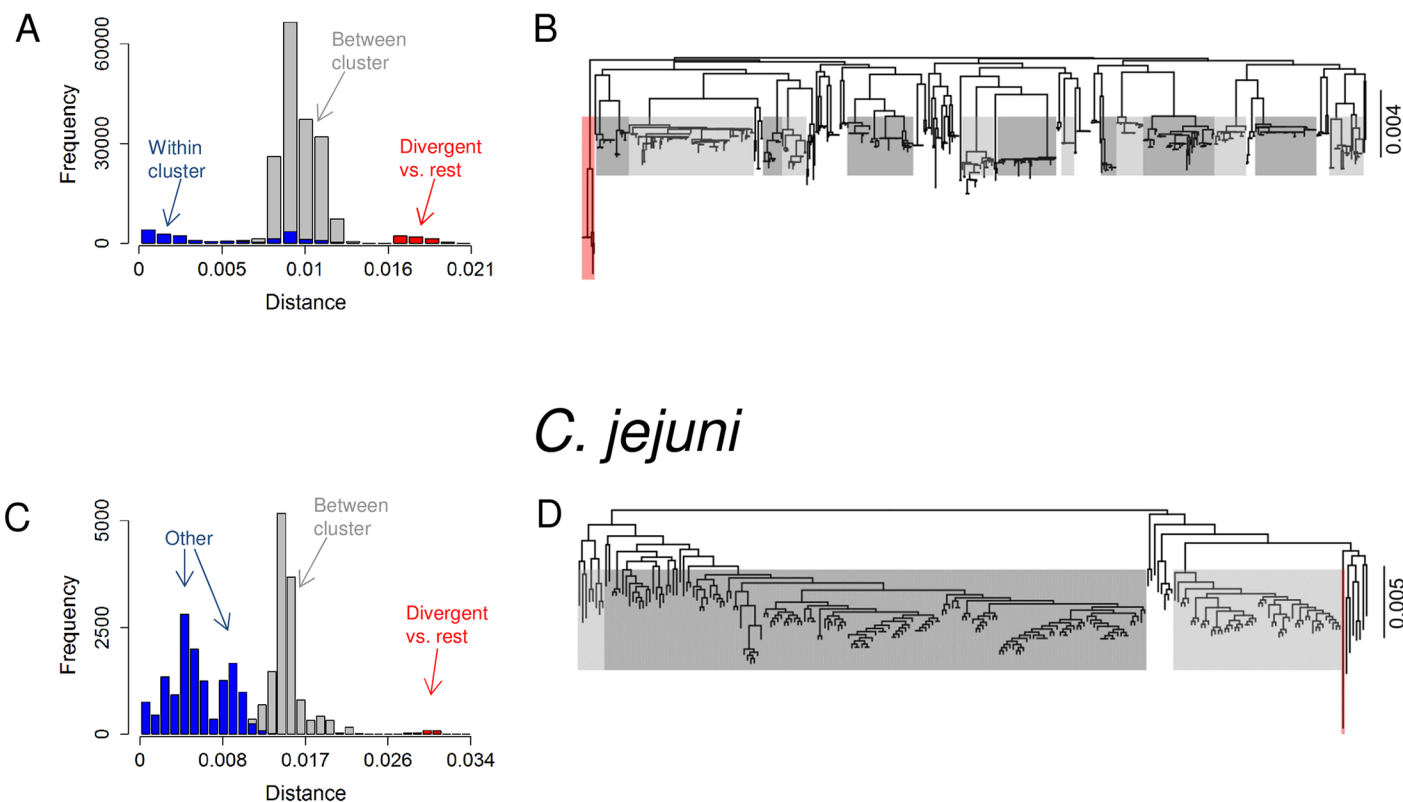 A
Frequency
60000
30000
0
Within
cluster
Between
cluster
Divergent
vs. rest
0 0.005 0.01 0.016 0.021
Distance
B
0.004
C. jejuni
C
Frequency
5000
2500
0
Other
Between
cluster
Divergent
vs. rest
0 0.008 0.017 0.026 0.034
Distance
D
0.005